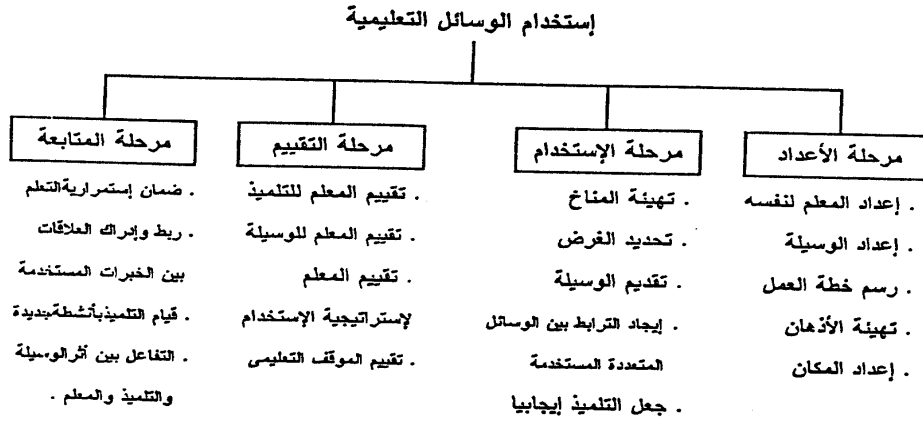 إستخدام الوسائل التعليمية
مرحلة الأعداد
. إعداد المعلم لنفسه
. إعداد الوسيلة
. رسم خطة العمل
. تهيئة الأذهان
. إعداد المكان
مرحلة الإستخدام
. تهيئة المناخ
. تحديد الغرض
. تقديم الوسيلة
. إيجاد الترابط بين الوسائل
المتعددة المستخدمة
. جعل التلميذ إيجابيا
مرحلة التقييم
. تقييم المعلم للتلميذ
. تقييم المعلم للوسيلة
. تقييم المعلم
لإستراتيجية الإستخدام
. تقييم الموقف التعليمى
مرحلة المتابعة
. ضمان إستمرارية التعلم
. ربط وإدراك العلاقات
بين الخبرات المستخدمة
. قيام التلميذ بأنشطة جديدة
. التفاعل بين أثر الوسيلة
والتلميذ والمعلم .